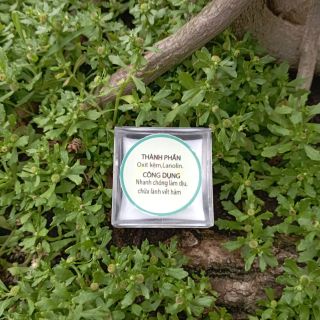 THÀNH PHẦN
Oxit kẽm,Lanolin.
CÔNG DỤNG
Nhanh chóng làm dịu,
chữa lành vết hăm